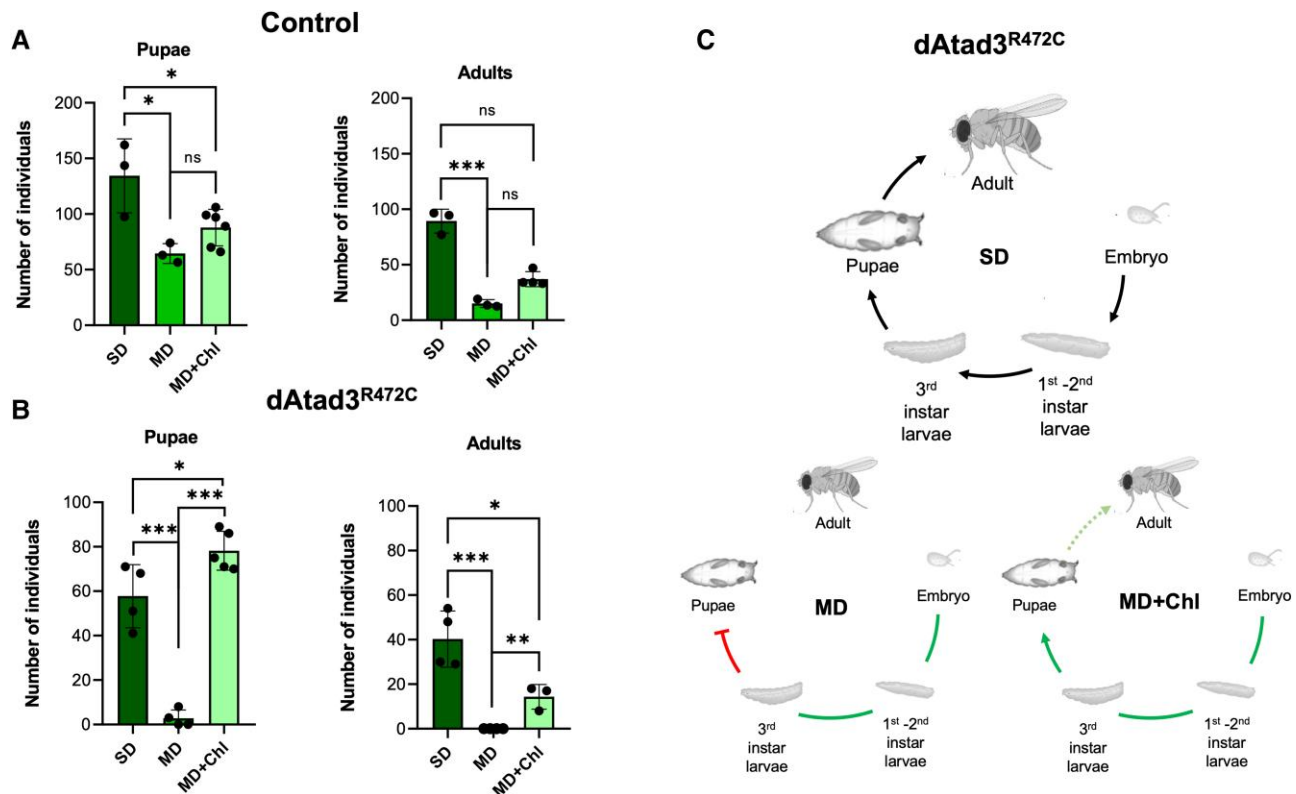 A
Control
Pupae
Number of individuals
200
150
100
50
0
*
*
ns
SD
MD
MD+Chl
Adults
Number of individuals
200
150
100
50
0
ns
***
ns
SD
MD
MD+Chl
B
dAtad3R472C
Pupae
Number of individuals
100
80
60
40
20
0
*
***
***
SD
MD
MD+Chl
Adults
Number of individuals
100
80
60
40
20
0
*
***
**
SD
MD
MD+Chl
C
dAtad3R472C
Adult
Pupae
SD
Embryo
3rd
instar
larvae
1st -2nd
instar
larvae
Adult
Pupae
MD
Embryo
3rd
instar
larvae
1st -2nd
instar
larvae
Adult
Pupae
MD+Chl
Embryo
3rd
instar
larvae
1st -2nd
instar
larvae